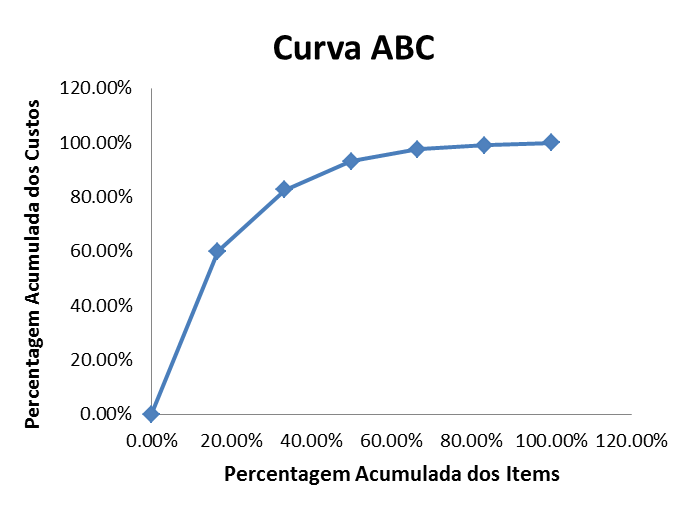 Curva ABC
Percentagem Acumulada dos Custos
120.00%
100.00%
80.00%
60.00%
40.00%
20.00%
0.00%
0.00% 20.00% 40.00% 60.00% 80.00% 100.00% 120.00%
Percentagem Acumulada dos Items